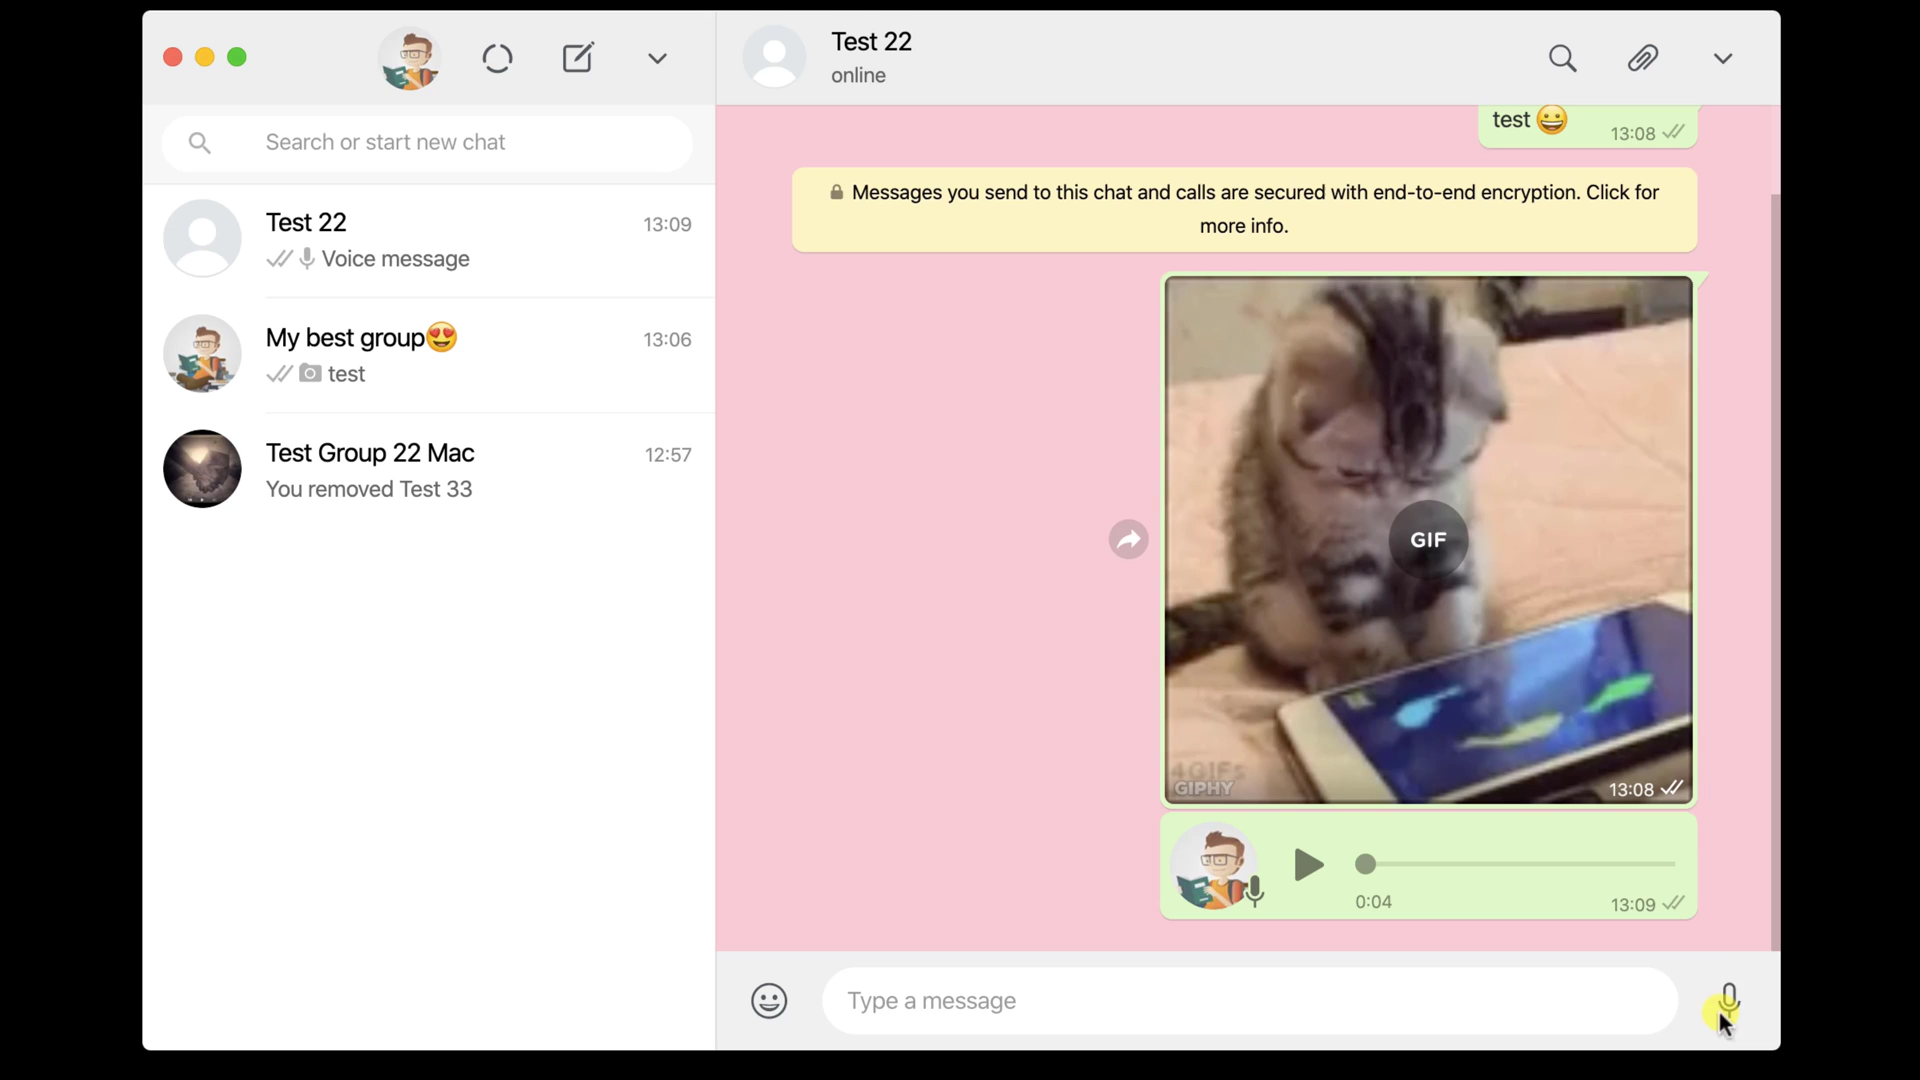 Search or start new chat
Test 22
13:09
Voice message
My best group😍
13:06
test
Test Group 22 Mac
12:57
You removed Test 33
Test 22
online
test 😀
13:08
Messages you send to this chat and calls are secured with end-to-end encryption. Click for
more info.
GIF
4GIFs
GIPHY
13:08
0:04
13:09
Type a message